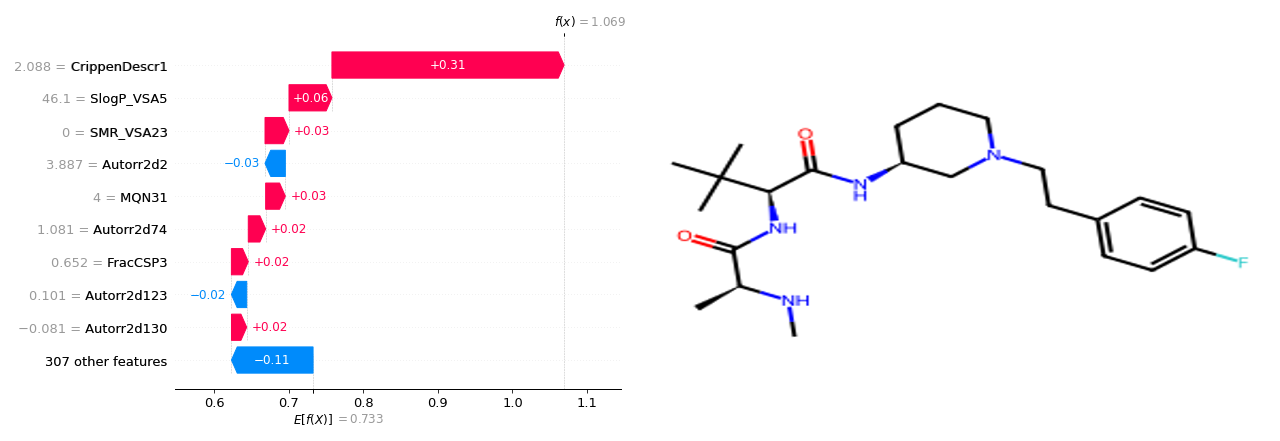 f(x) = 1.069
2.088 = CrippenDescr1
+0.31
46.1 = SlogP_VSA5
+0.06
0 = SMR_VSA23
+0.03
3.887 = Autorr2d2
−0.03
4 = MQN31
+0.03
1.081 = Autorr2d74
+0.02
0.652 = FracCSP3
+0.02
0.101 = Autorr2d123
−0.02
−0.081 = Autorr2d130
+0.02
307 other features
−0.11
0.6 0.7 0.8 0.9 1.0 1.1
E[f(X)] = 0.733
O
N
NH
NH
O
F
NH